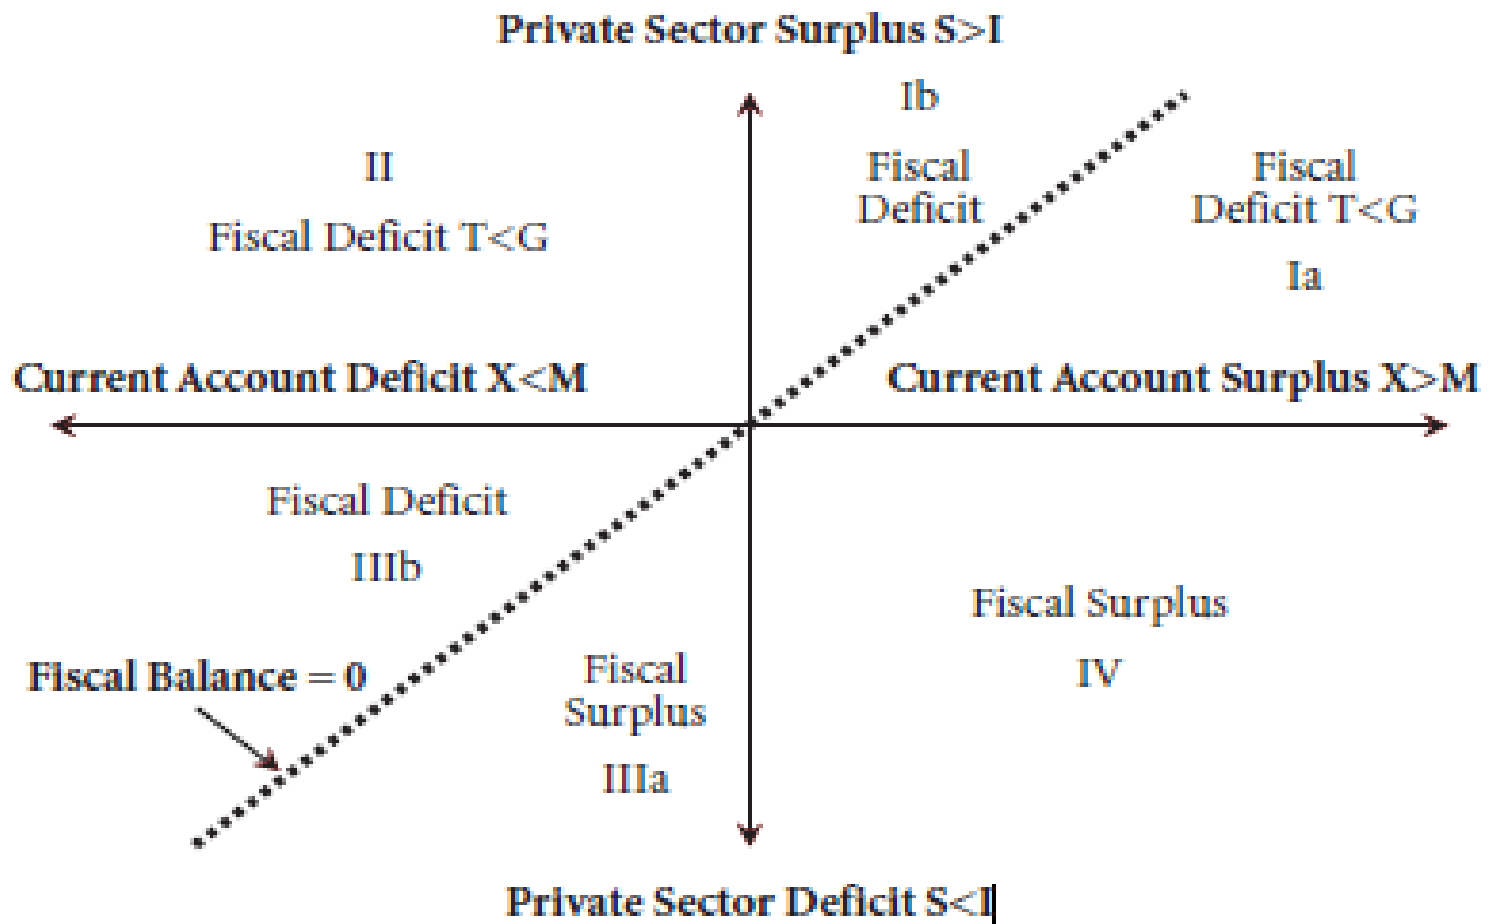 Private Sector Surplus S>I
Ib
II
Fiscal
Deficit
Fiscal
Deficit T<G
Fiscal Deficit T<G
Ia
Current Account Deficit X<M
Current Account Surplus X>M
Fiscal Deficit
IIIb
Fiscal Surplus
IV
Fiscal Balance = 0
Fiscal
Surplus
IIIa
Private Sector Deficit S<I